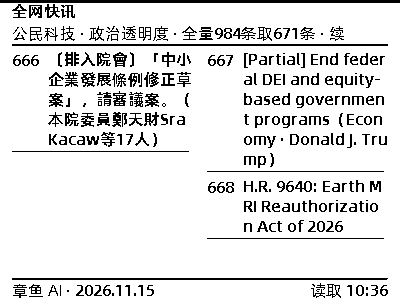 全网快讯
公民科技 · 政治透明度 · 全量984条取671条 · 续
666 〔排入院會〕「中小
企業發展條例修正草
案」，請審議案。（
本院委員鄭天財Sra
Kacaw等17人）
667 [Partial] End feder
al DEI and equity-
based governmen
t programs（Econ
omy · Donald J. Tru
mp）
668 H.R. 9640: Earth M
RI Reauthorizatio
n Act of 2026
章鱼 AI · 2026.11.15
读取 10:36